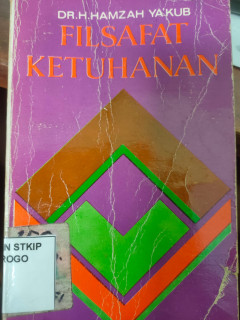 DR.H.HAMZAH YA'KUB
FILSAFAT
KETUHANAN
N STKIP
ROGO